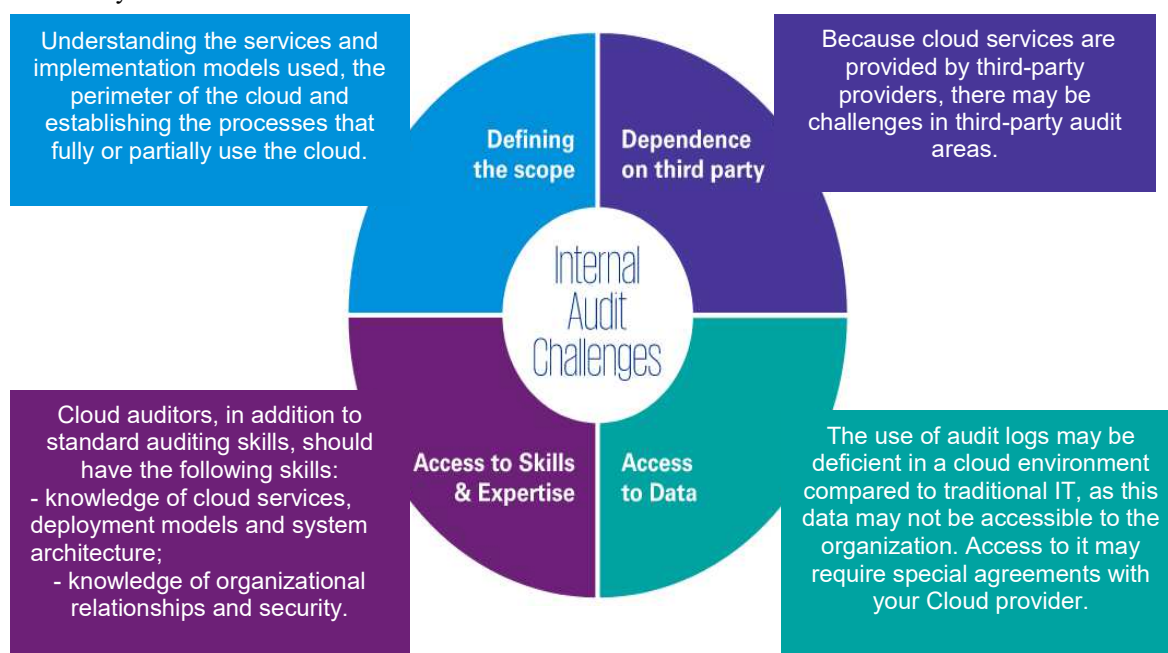 Understanding the services and
implementation models used, the
perimeter of the cloud and
establishing the processes that
fully or partially use the cloud.
Because cloud services are
provided by third-party
providers, there may be
challenges in third-party audit
areas.
Defining
the scope
Dependence
on third party
Internal
Audit
Challenges
Access to Skills
& Expertise
Access
to Data
Cloud auditors, in addition to
standard auditing skills, should
have the following skills:
- knowledge of cloud services,
deployment models and system
architecture;
- knowledge of organizational
relationships and security.
The use of audit logs may be
deficient in a cloud environment
compared to traditional IT, as this
data may not be accessible to the
organization. Access to it may
require special agreements with
your Cloud provider.